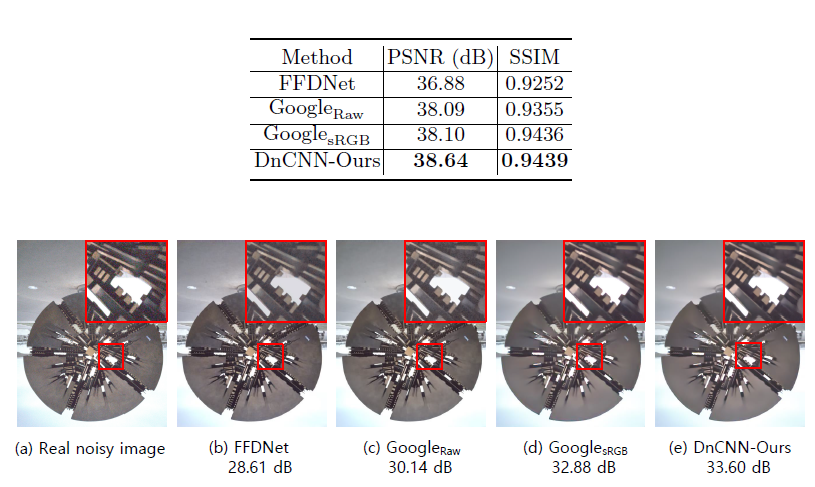 Method PSNR (dB) SSIM
FFDNet 36.88 0.9252
GoogleRaw 38.09 0.9355
GooglesRGB 38.10 0.9436
DnCNN-Ours 38.64 0.9439
(a) Real noisy image (b) FFDNet (c) GoogleRaw (d) GooglesRGB (e) DnCNN-Ours
28.61 dB 30.14 dB 32.88 dB 33.60 dB